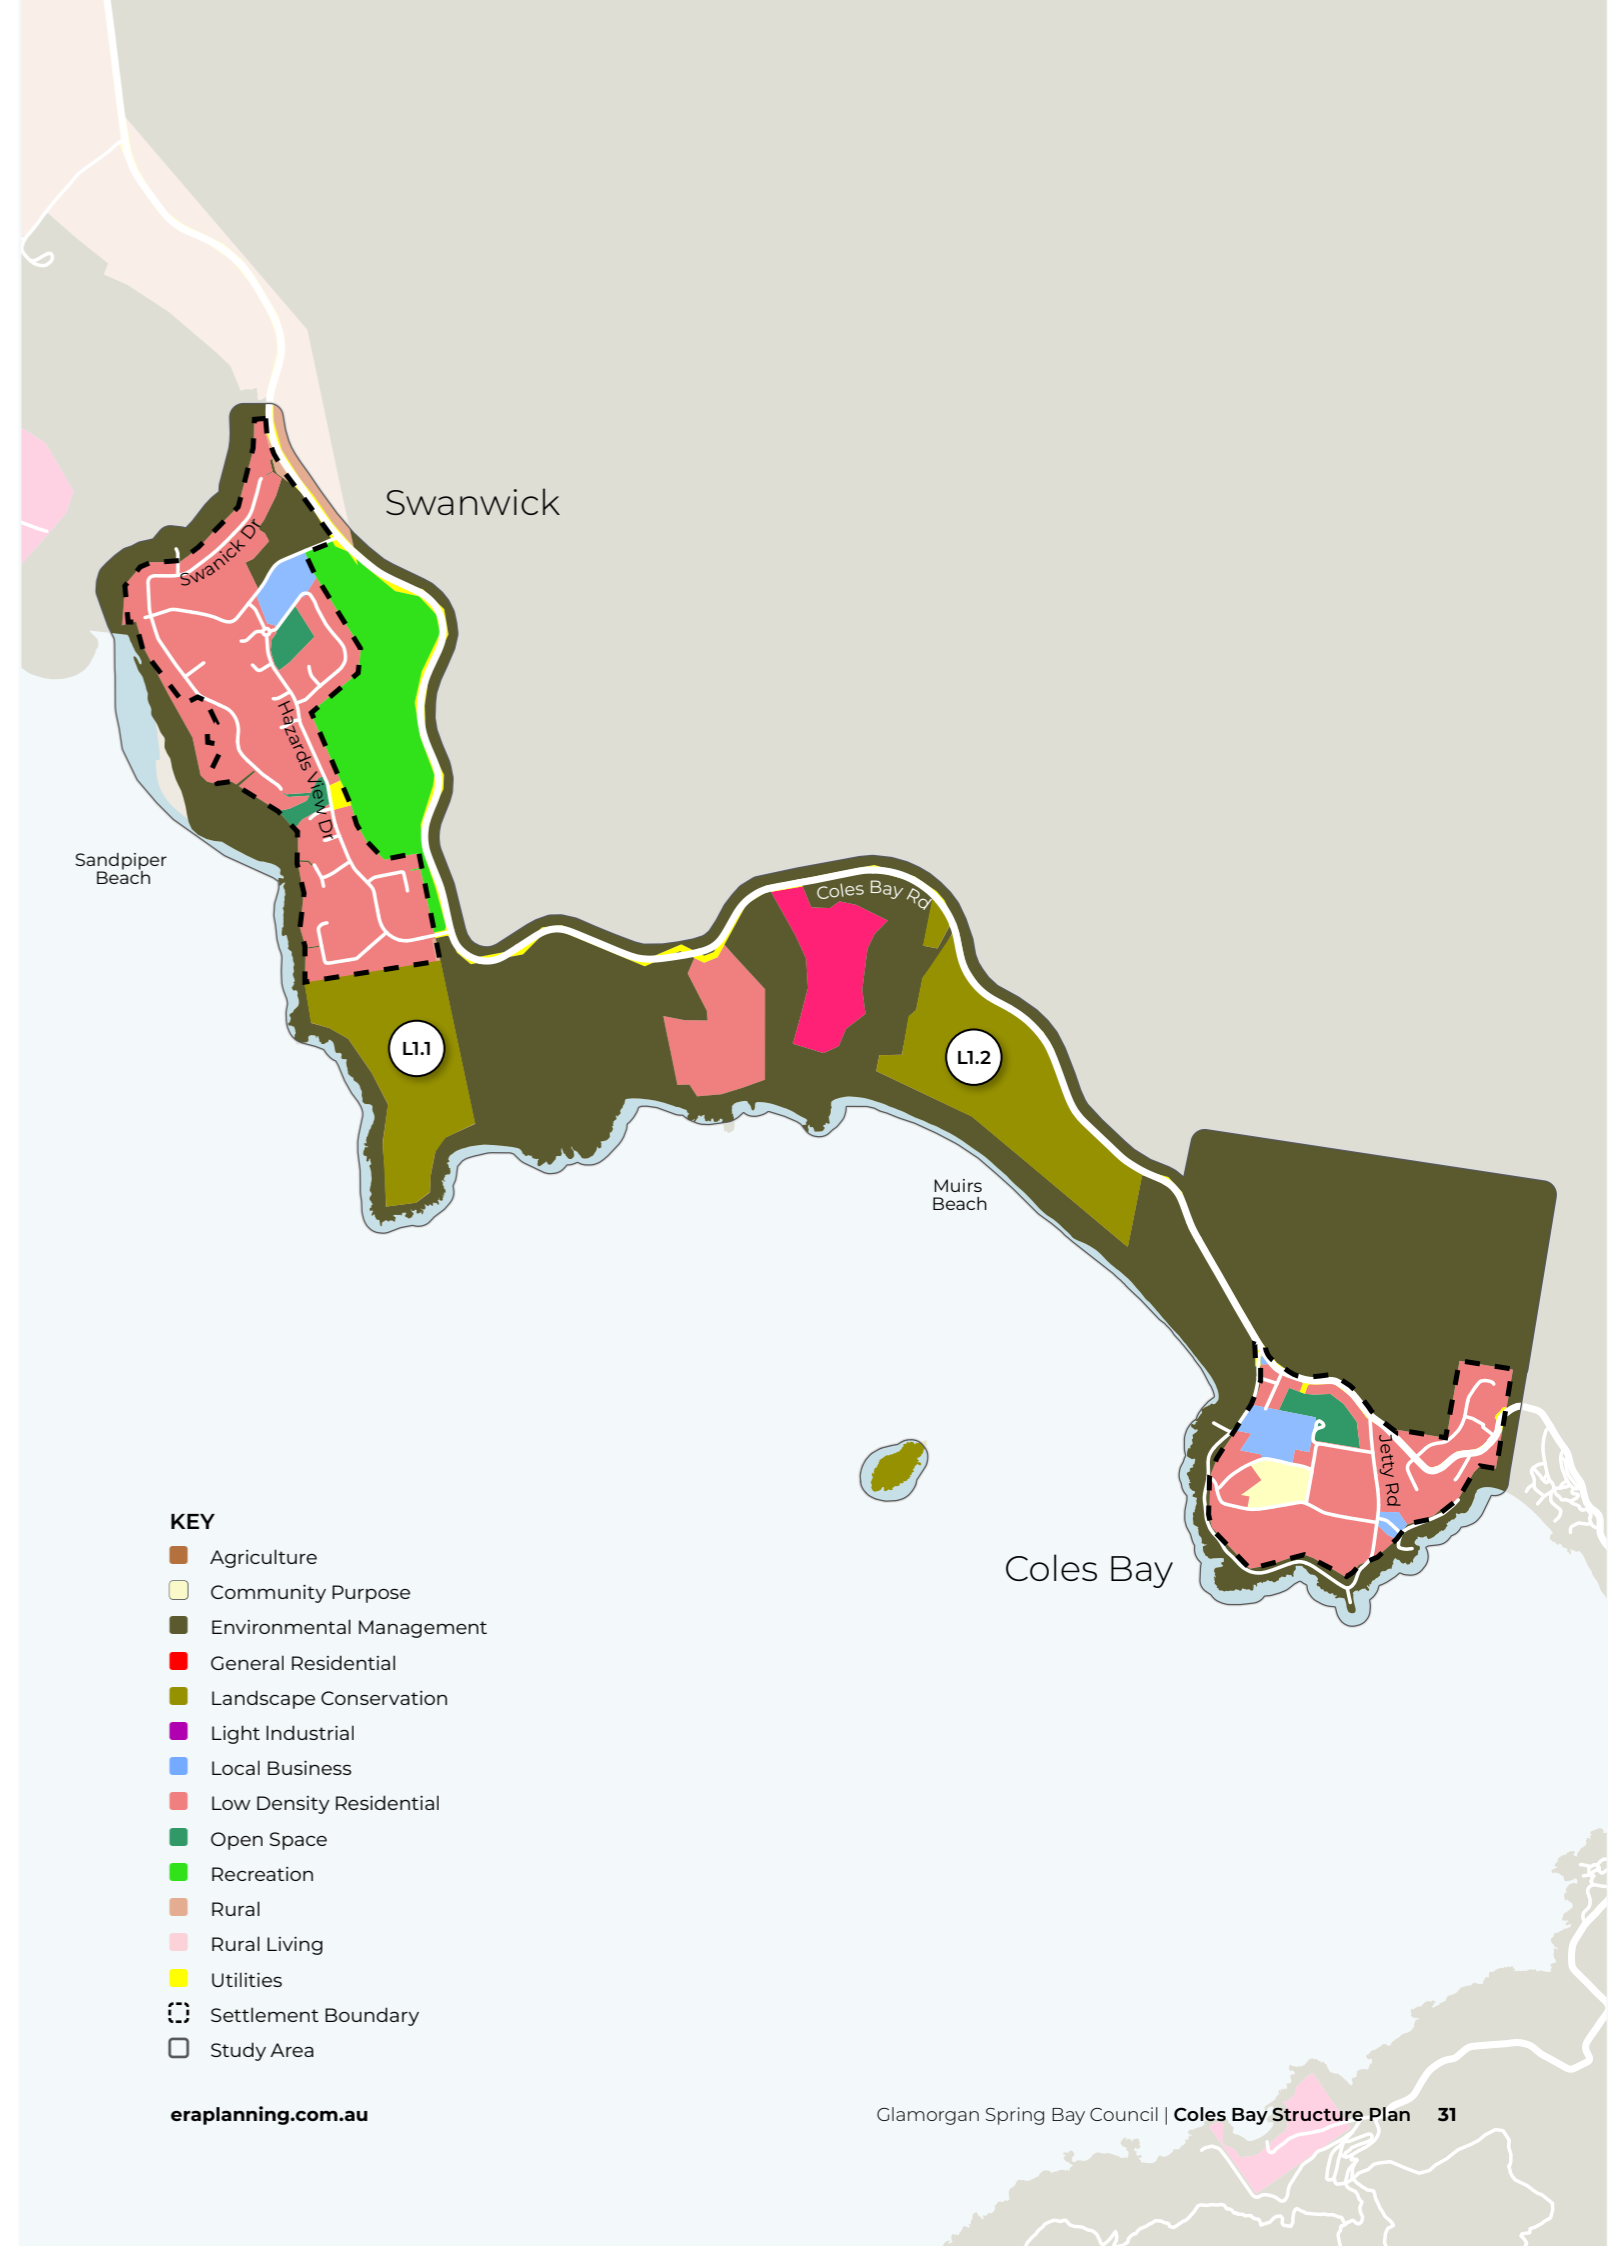 Swanwick
Swanick Dr
Hazards View Dr
Sandpiper
Beach
Coles Bay Rd
L1.1
L1.2
Muirs
Beach
Jetty Rd
Coles Bay
KEY
Agriculture
Community Purpose
Environmental Management
General Residential
Landscape Conservation
Light Industrial
Local Business
Low Density Residential
Open Space
Recreation
Rural
Rural Living
Utilities
Settlement Boundary
Study Area
eraplanning.com.au
Glamorgan Spring Bay Council | Coles Bay Structure Plan 31